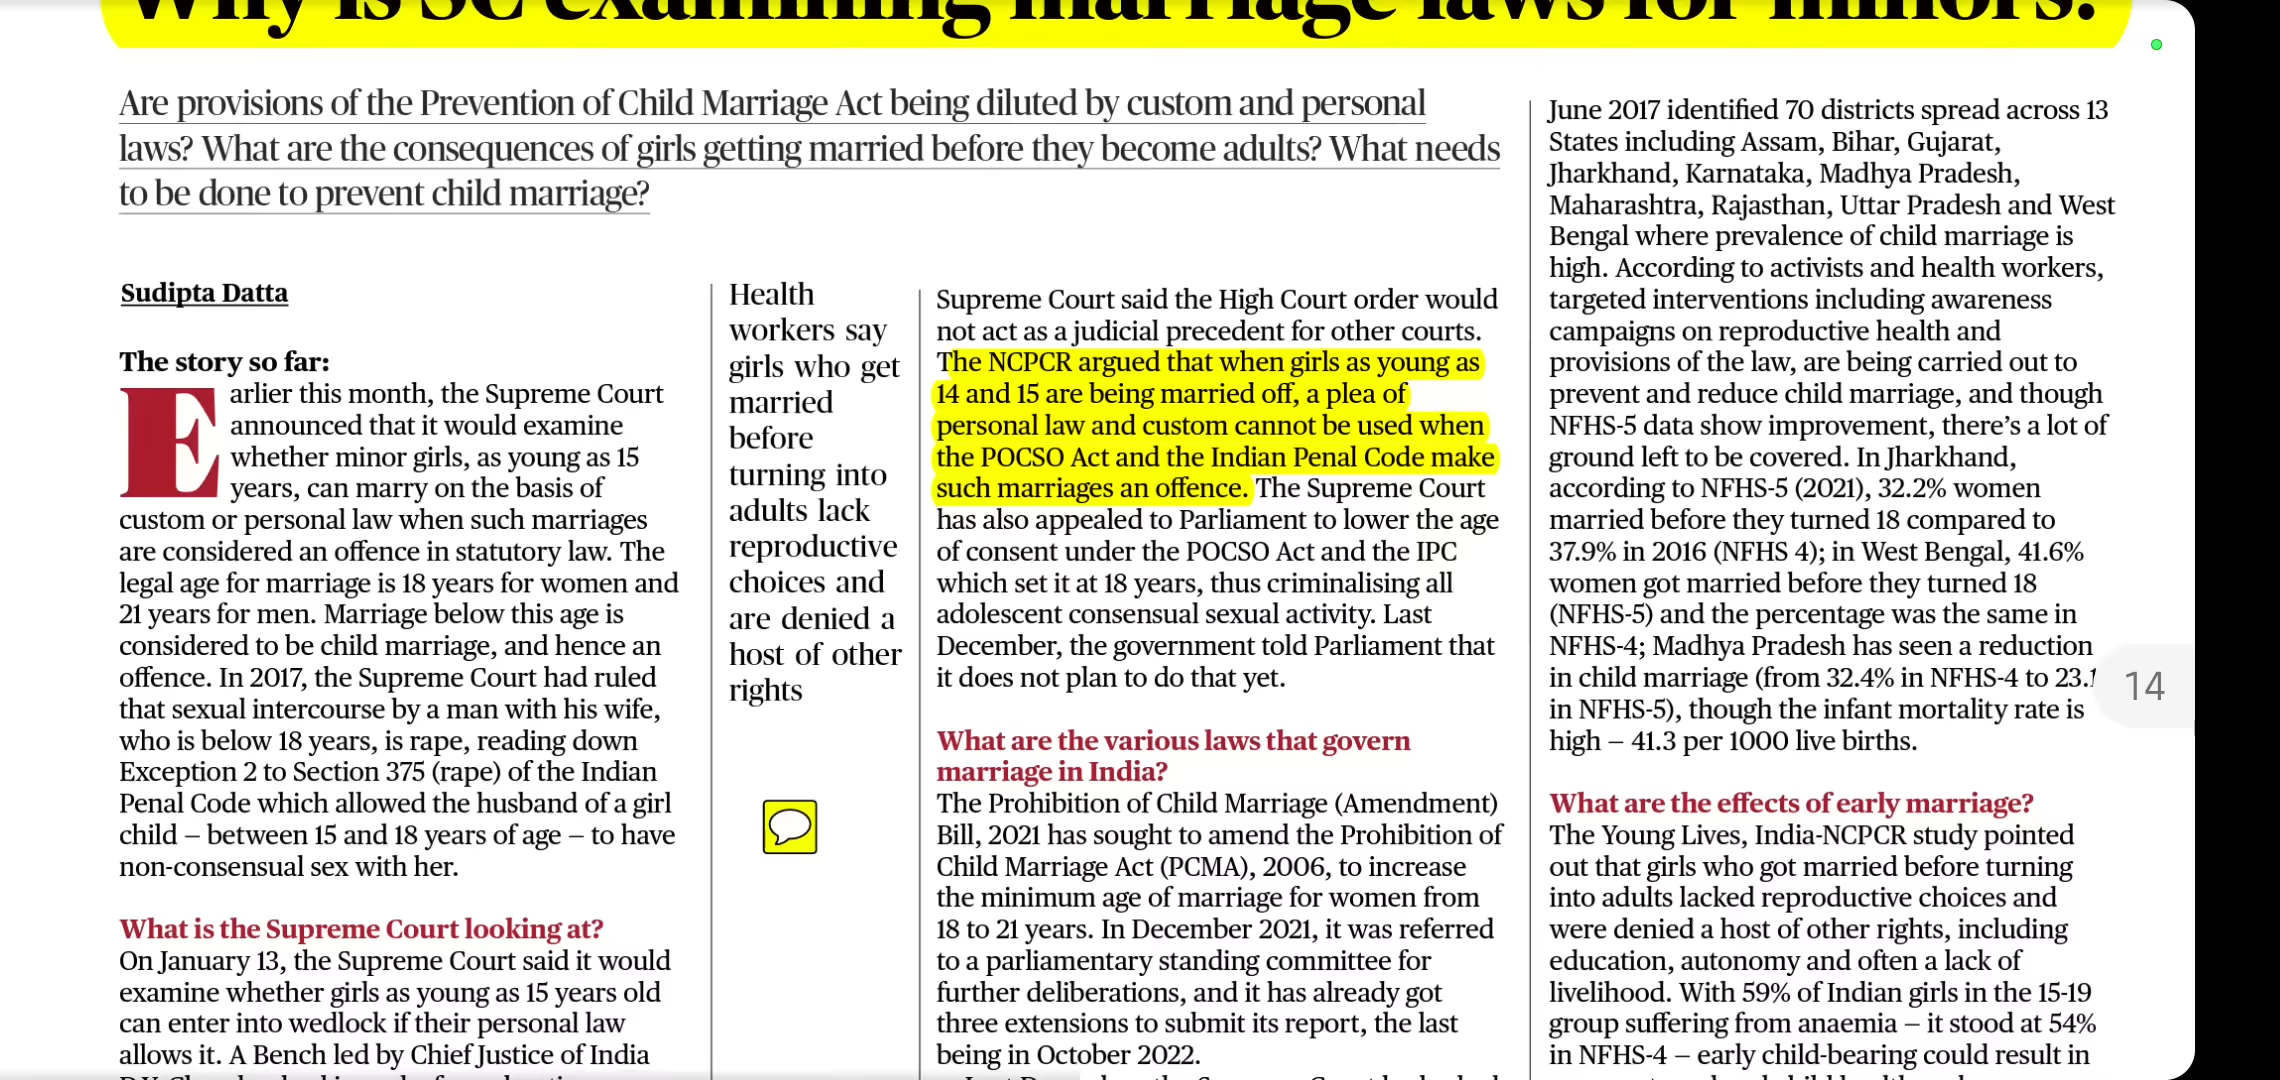 Why is SC examining marriage laws for minors?
Are provisions of the Prevention of Child Marriage Act being diluted by custom and personal
laws? What are the consequences of girls getting married before they become adults? What needs
to be done to prevent child marriage?
Sudipta Datta
The story so far:
Earlier this month, the Supreme Court
announced that it would examine
whether minor girls, as young as 15
years, can marry on the basis of
custom or personal law when such marriages
are considered an offence in statutory law. The
legal age for marriage is 18 years for women and
21 years for men. Marriage below this age is
considered to be child marriage, and hence an
offence. In 2017, the Supreme Court had ruled
that sexual intercourse by a man with his wife,
who is below 18 years, is rape, reading down
Exception 2 to Section 375 (rape) of the Indian
Penal Code which allowed the husband of a girl
child – between 15 and 18 years of age – to have
non-consensual sex with her.
What is the Supreme Court looking at?
On January 13, the Supreme Court said it would
examine whether girls as young as 15 years old
can enter into wedlock if their personal law
allows it. A Bench led by Chief Justice of India
Health
workers say
girls who get
married
before
turning into
adults lack
reproductive
choices and
are denied a
host of other
rights
Supreme Court said the High Court order would
not act as a judicial precedent for other courts.
The NCPCR argued that when girls as young as
14 and 15 are being married off, a plea of
personal law and custom cannot be used when
the POCSO Act and the Indian Penal Code make
such marriages an offence. The Supreme Court
has also appealed to Parliament to lower the age
of consent under the POCSO Act and the IPC
which set it at 18 years, thus criminalising all
adolescent consensual sexual activity. Last
December, the government told Parliament that
it does not plan to do that yet.
What are the various laws that govern
marriage in India?
The Prohibition of Child Marriage (Amendment)
Bill, 2021 has sought to amend the Prohibition of
Child Marriage Act (PCMA), 2006, to increase
the minimum age of marriage for women from
18 to 21 years. In December 2021, it was referred
to a parliamentary standing committee for
further deliberations, and it has already got
three extensions to submit its report, the last
being in October 2022.
June 2017 identified 70 districts spread across 13
States including Assam, Bihar, Gujarat,
Jharkhand, Karnataka, Madhya Pradesh,
Maharashtra, Rajasthan, Uttar Pradesh and West
Bengal where prevalence of child marriage is
high. According to activists and health workers,
targeted interventions including awareness
campaigns on reproductive health and
provisions of the law, are being carried out to
prevent and reduce child marriage, and though
NFHS-5 data show improvement, there's a lot of
ground left to be covered. In Jharkhand,
according to NFHS-5 (2021), 32.2% women
married before they turned 18 compared to
37.9% in 2016 (NFHS 4); in West Bengal, 41.6%
women got married before they turned 18
(NFHS-5) and the percentage was the same in
NFHS-4; Madhya Pradesh has seen a reduction
in child marriage (from 32.4% in NFHS-4 to 23.1
in NFHS-5), though the infant mortality rate is
high – 41.3 per 1000 live births.
What are the effects of early marriage?
The Young Lives, India-NCPCR study pointed
out that girls who got married before turning
into adults lacked reproductive choices and
were denied a host of other rights, including
education, autonomy and often a lack of
livelihood. With 59% of Indian girls in the 15-19
group suffering from anaemia – it stood at 54%
in NFHS-4 – early child-bearing could result in
14